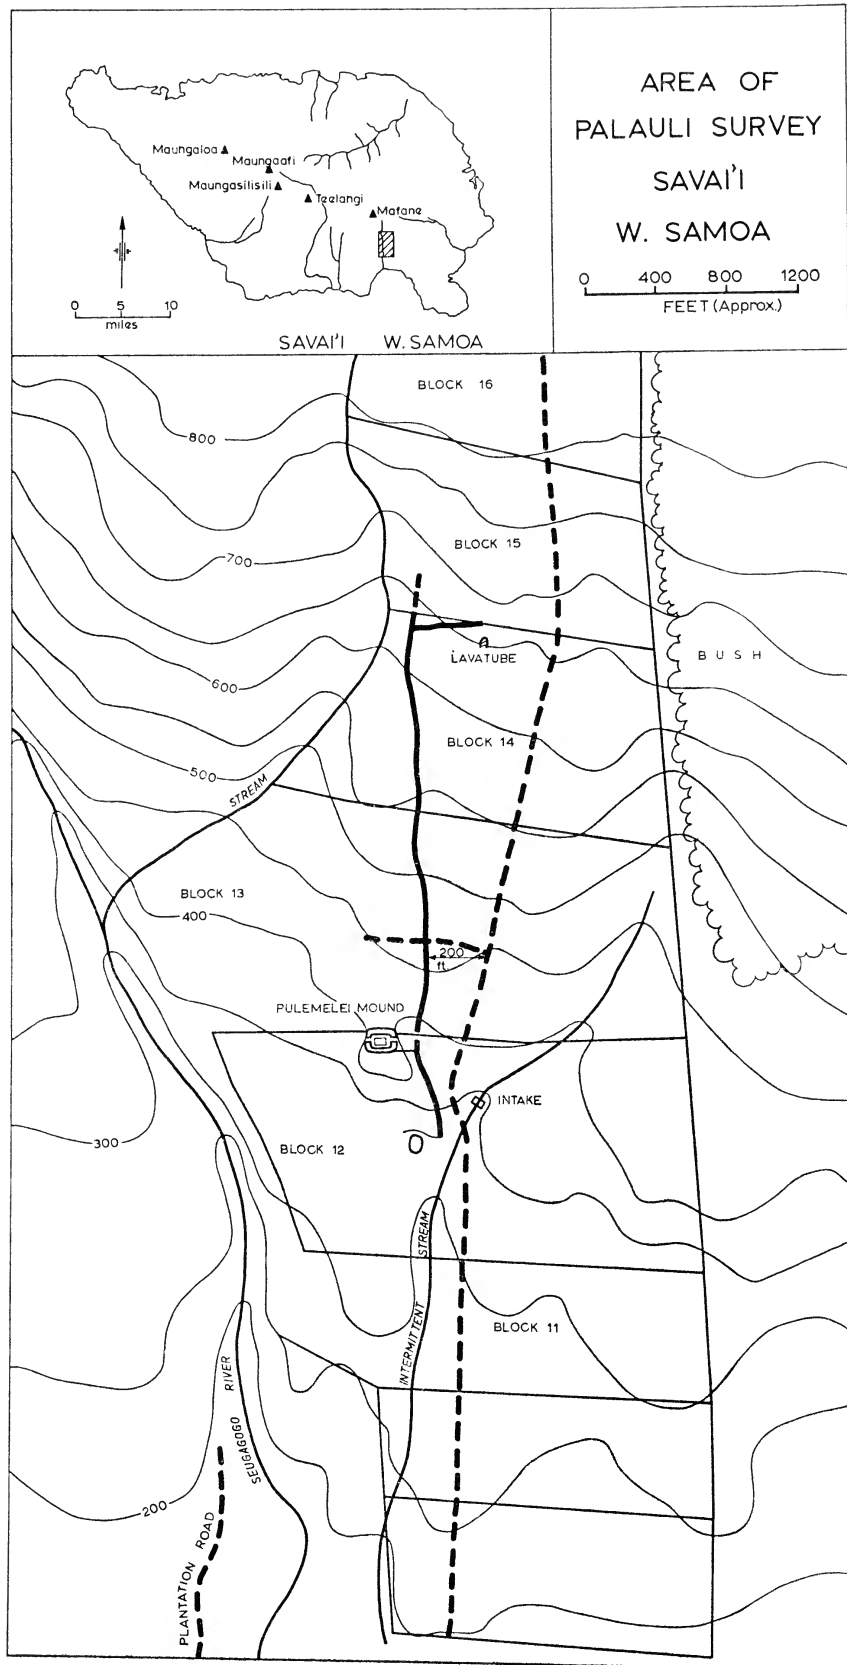 AREA OF
PALAULI SURVEY
SAVAI'I
W. SAMOA
0 400 800 1200
FEET (Approx.)
Maungaloa
Maungaafi
Maungasilisili
Teelangi
Mafane
0 5 10
miles
SAVAI'I W. SAMOA
BLOCK 16
800
BLOCK 15
700
LAVATUBE
BUSH
600
BLOCK 14
500
STREAM
BLOCK 13
400
200
ft.
PULEMELEI MOUND
INTAKE
300
BLOCK 12
INTERMITTENT STREAM
BLOCK 11
SEUGAGOGO RIVER
200
PLANTATION ROAD